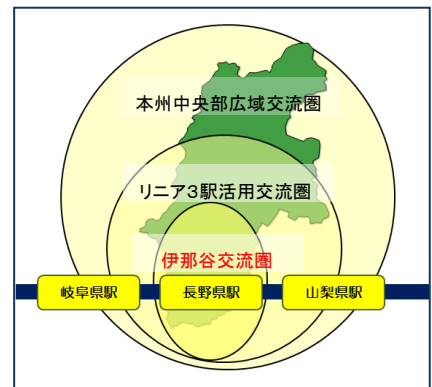 本州中央部広域交流圏
リニア3駅活用交流圏
伊那谷交流圏
岐阜県駅
長野県駅
山梨県駅